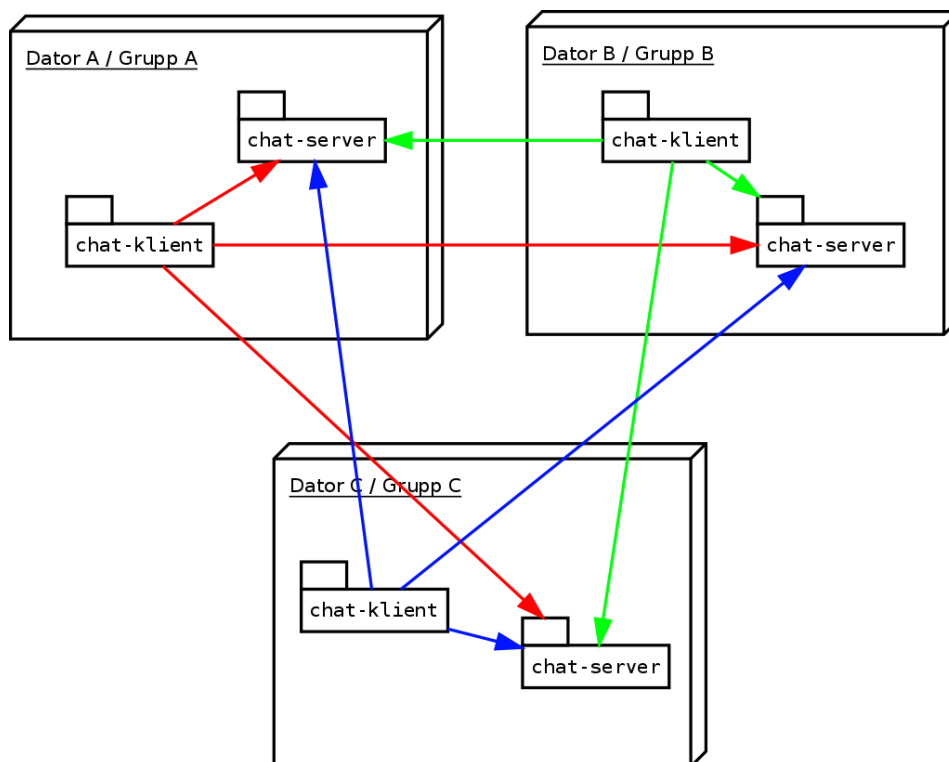 Dator A / Grupp A
chat-server
chat-klient
Dator B / Grupp B
chat-klient
chat-server
Dator C / Grupp C
chat-klient
chat-server